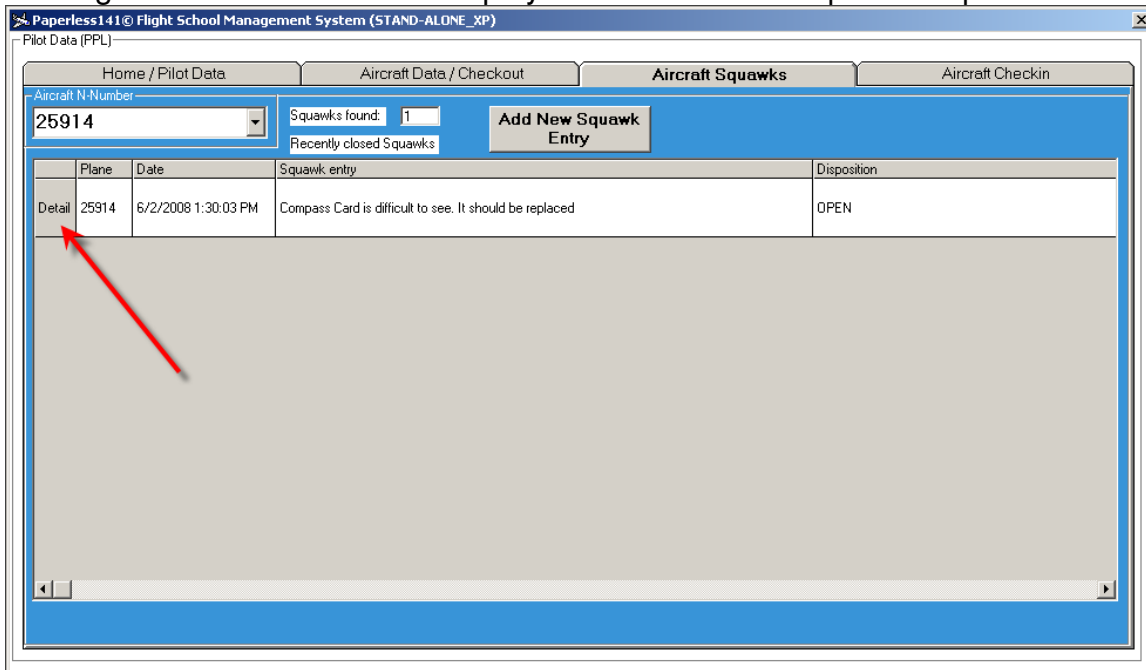 Paperless141© Flight School Management System (STAND-ALONE_XP)
Pilot Data (PPL)
Home / Pilot Data Aircraft Data / Checkout Aircraft Squawks Aircraft Checkin
Aircraft N-Number
25914
Squawks found: 1
Recently closed Squawks
Add New Squawk
Entry
Plane Date Squawk entry Disposition
Detail 25914 6/2/2008 1:30:03 PM Compass Card is difficult to see. It should be replaced OPEN